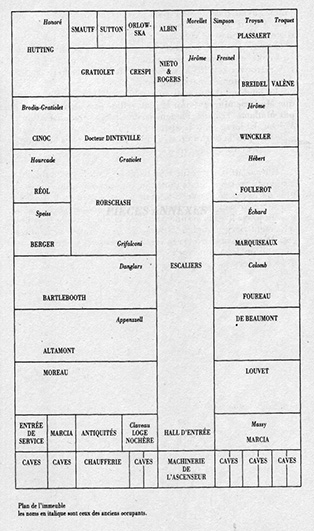 Honoré
HUTTING
SMAUTF
SUTTON
ORLOW-
SKA
ALBIN
Morellet
Simpson Troyan Troquet
PLASSAERT
GRATIOLET
CRESPI
NIETO
&
ROGERS
Jérôme
Fresnel
BREIDEL
VALÈNE
Brodin-Gratiolet
CINOC
Docteur DINTEVILLE
Jérôme
WINCKLER
Hourcade
RÉOL
Gratiolet
RORSCHASH
Hébert
FOULEROT
Speiss
BERGER
Grifalconi
Échard
MARQUISEAUX
Danglars
BARTLEBOOTH
ESCALIERS
Colomb
FOUREAU
Appenzzell
ALTAMONT
DE BEAUMONT
MOREAU
LOUVET
ENTRÉE
DE
SERVICE
MARCIA
ANTIQUITÉS
Claveau
LOGE
NOCHÈRE
HALL D'ENTRÉE
Massy
MARCIA
CAVES
CAVES
CHAUFFERIE
CAVES
MACHINERIE
DE
L'ASCENSEUR
CAVES
CAVES
CAVES
Plan de l'immeuble
les noms en italique sont ceux des anciens occupants.